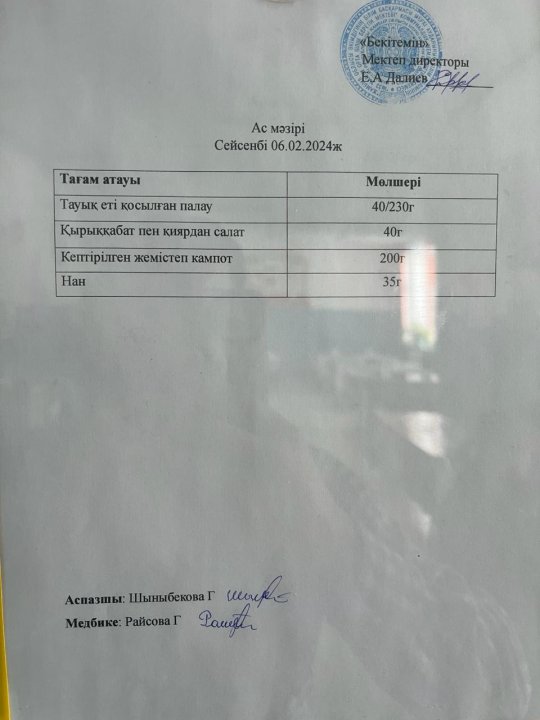 «Бекітемін»
Мектеп директоры
Е.А Далиев
Ас мәзірі
Сейсенбі 06.02.2024ж
Тағам атауы Мөлшері
Тауық еті қосылған палау 40/230г
Қырыққабат пен қиярдан салат 40г
Кептірілген жемістеп кампот 200г
Нан 35г
Аспазшы: Шыныбекова Г
Медбике: Райсова Г